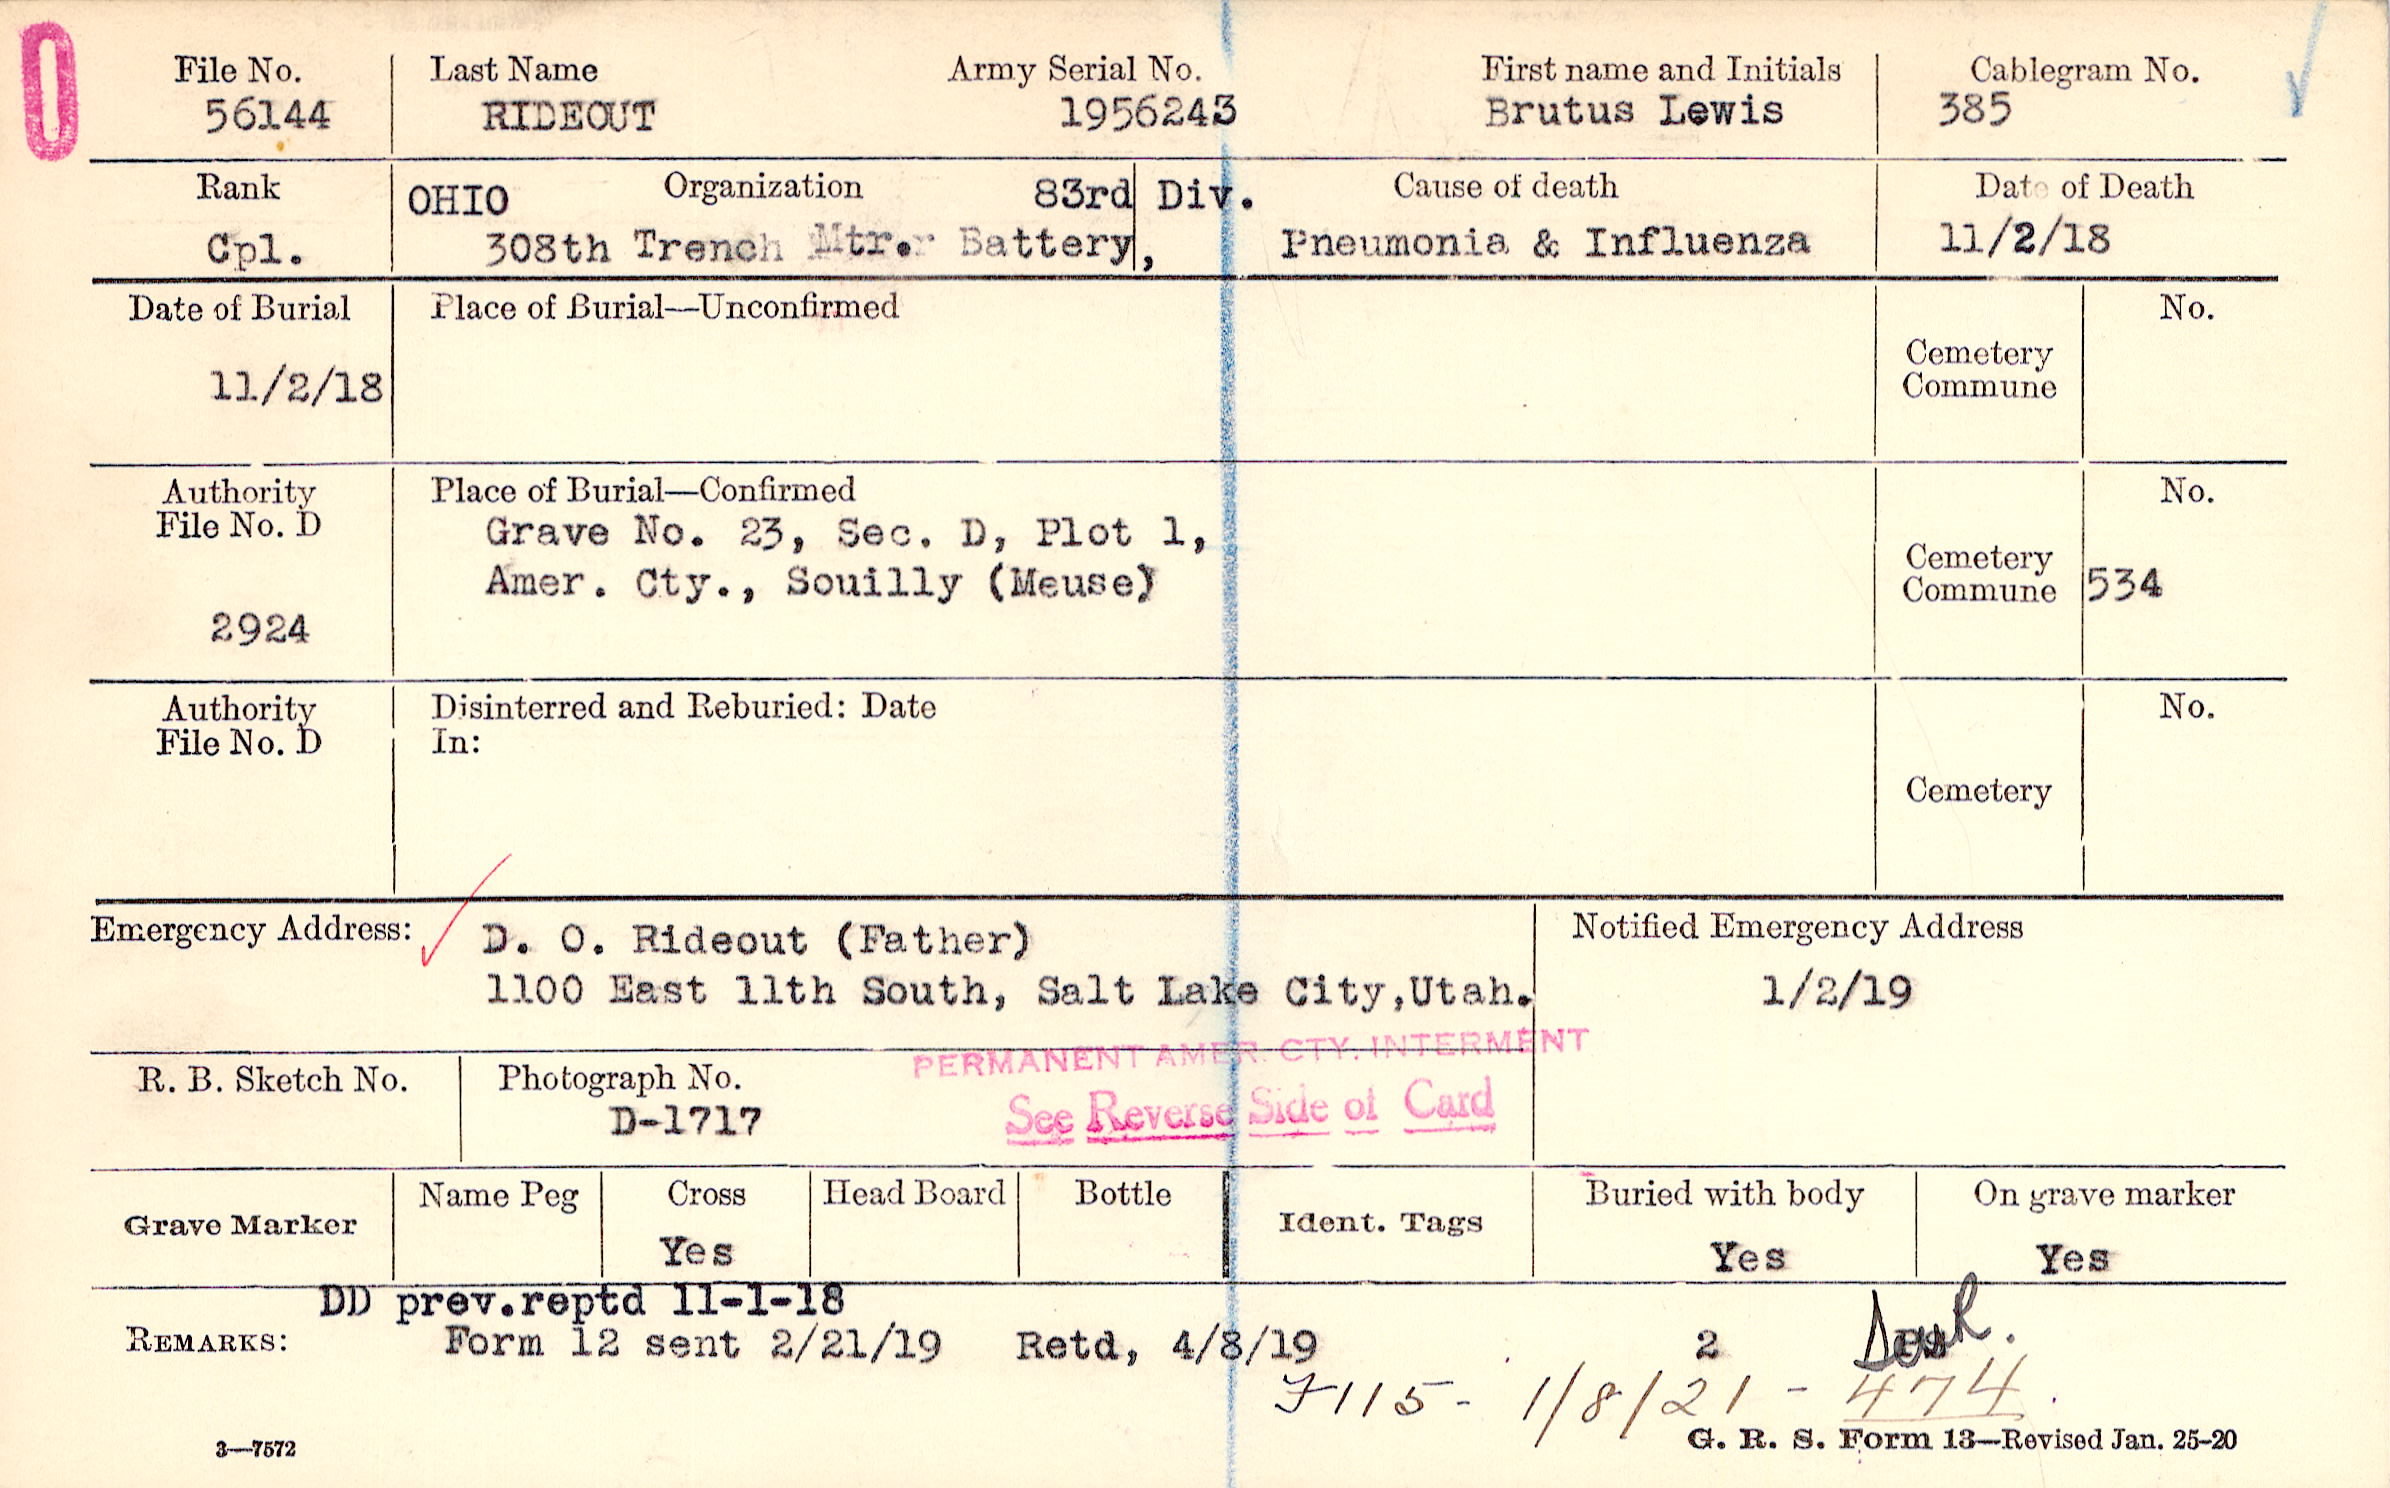 0
File No. Last Name Army Serial No. First name and Initials Cablegram No.
56144 RIDEOUT 1956243 Brutus Lewis 385
Rank OHIO Organization 83rd Div. Cause of death Date of Death
Cpl. 308th Trench Mtr. Battery, Pneumonia & Influenza 11/2/18
Date of Burial Place of Burial—Unconfirmed No.
Cemetery
Commune
11/2/18
Authority Place of Burial—Confirmed No.
File No. D Grave No. 23, Sec. D, Plot 1,
Amer. Cty., Souilly (Meuse) Cemetery
Commune 534
2924
Authority Disinterred and Reburied: Date No.
File No. D In:
Cemetery
Emergency Address: D. O. Rideout (Father) Notified Emergency Address
1100 East 11th South, Salt Lake City,Utah. 1/2/19
PERMANENT AMER. CTY. INTERMENT
R. B. Sketch No. Photograph No.
D-1717 See Reverse Side of Card
Grave Marker Name Peg Cross Head Board Bottle Ident. Tags Buried with body On grave marker
Yes Yes Yes
DD prev.reptd 11-1-18
REMARKS: Form 12 sent 2/21/19 Retd, 4/8/19 2
F115- 1/8/21 - 474.
3—7572 G. R. S. Form 13—Revised Jan. 25-20